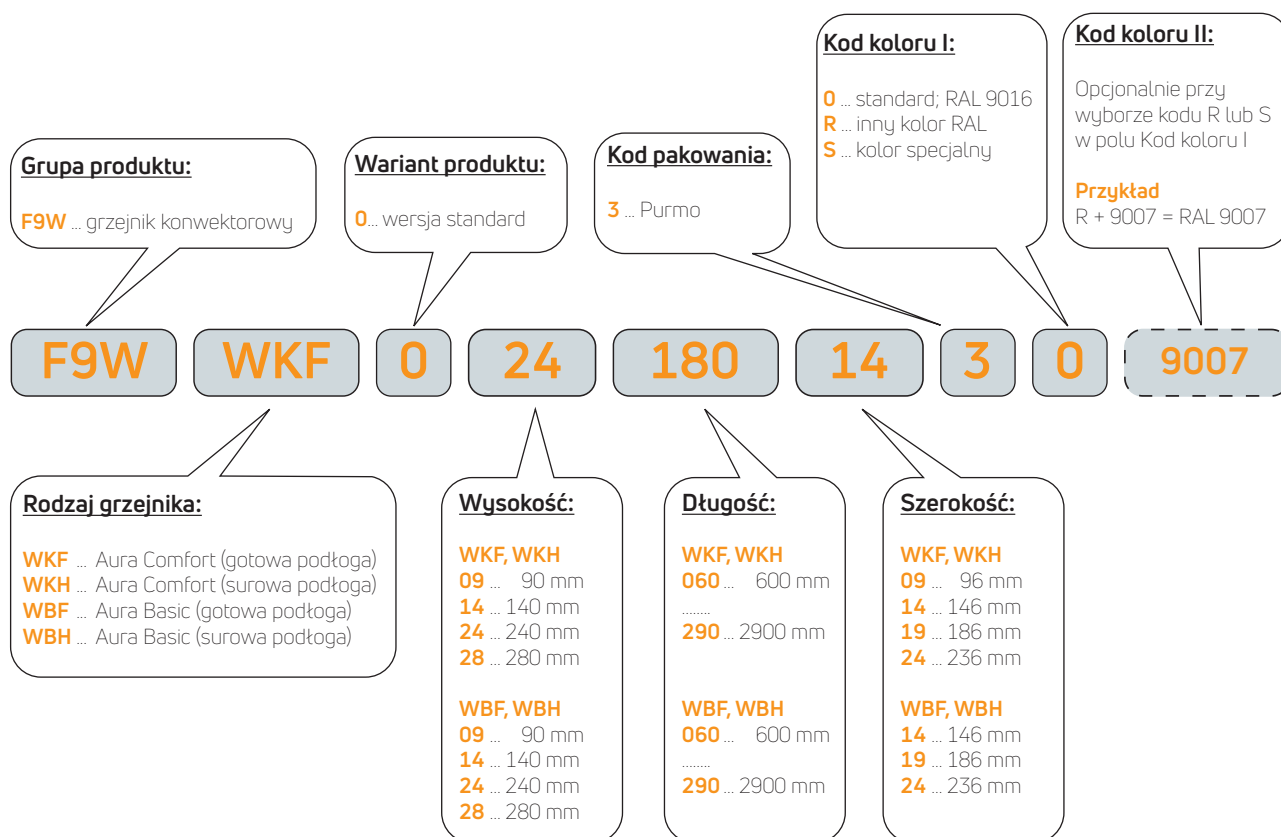 Grupa produktu:
F9W ... grzejnik konwektorowy
Wariant produktu:
0... wersja standard
Kod pakowania:
3 ... Purmo
Kod koloru I:
0 ... standard; RAL 9016
R ... inny kolor RAL
S ... kolor specjalny
Kod koloru II:
Opcjonalnie przy
wyborze kodu R lub S
w polu Kod koloru I
Przykład
R + 9007 = RAL 9007
F9W WKF 0 24 180 14 3 0 9007
Rodzaj grzejnika:
WKF ... Aura Comfort (gotowa podłoga)
WKH ... Aura Comfort (surowa podłoga)
WBF ... Aura Basic (gotowa podłoga)
WBH ... Aura Basic (surowa podłoga)
Wysokość:
WKF, WKH
09 ... 90 mm
14 ... 140 mm
24 ... 240 mm
28 ... 280 mm
WBF, WBH
09 ... 90 mm
14 ... 140 mm
24 ... 240 mm
28 ... 280 mm
Długość:
WKF, WKH
060 ... 600 mm
........
290 ... 2900 mm
WBF, WBH
060 ... 600 mm
........
290 ... 2900 mm
Szerokość:
WKF, WKH
09 ... 96 mm
14 ... 146 mm
19 ... 186 mm
24 ... 236 mm
WBF, WBH
14 ... 146 mm
19 ... 186 mm
24 ... 236 mm